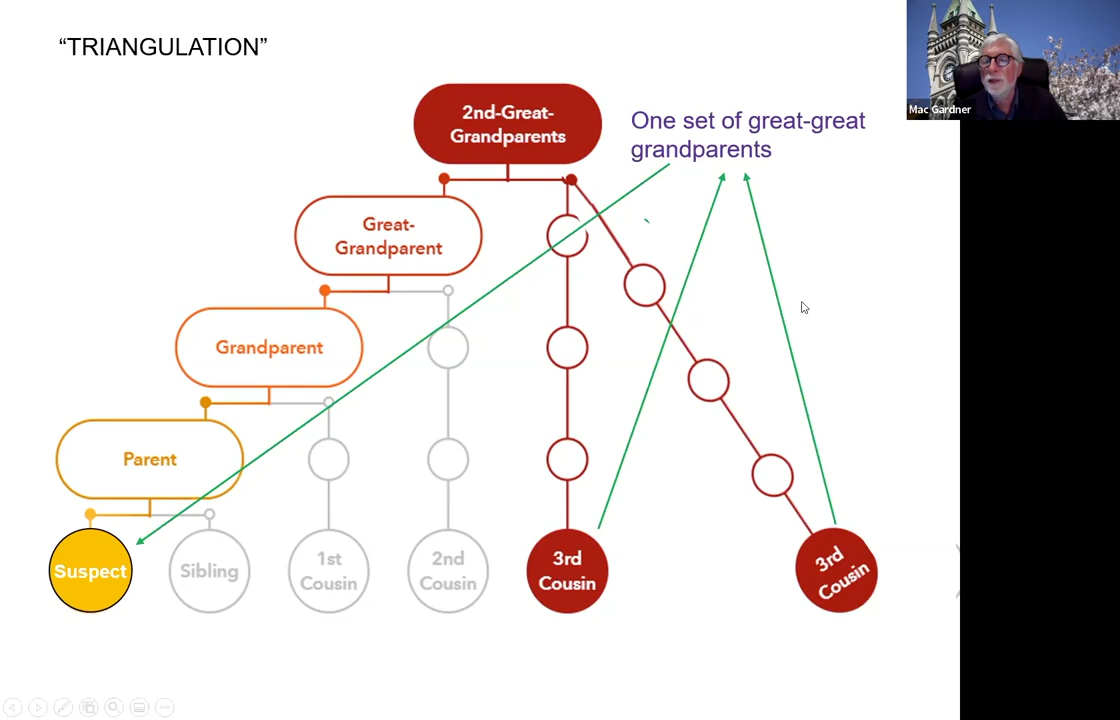 “TRIANGULATION”
Mac Gardner
2nd-Great-
Grandparents
One set of great-great
grandparents
Great-
Grandparent
Grandparent
Parent
Suspect
Sibling
1st
Cousin
2nd
Cousin
3rd
Cousin
3rd
Cousin